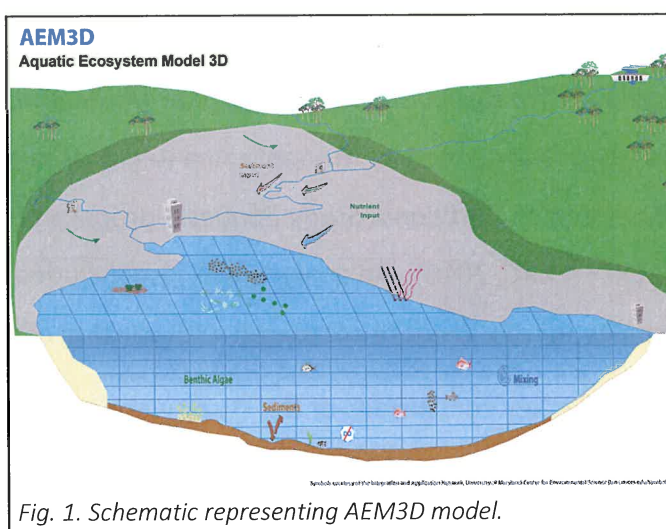 AEM3D
Aquatic Ecosystem Model 3D
Sediment
Input
Nutrient
Input
Benthic Algae
Mixing
Sediments
Fig. 1. Schematic representing AEM3D model.